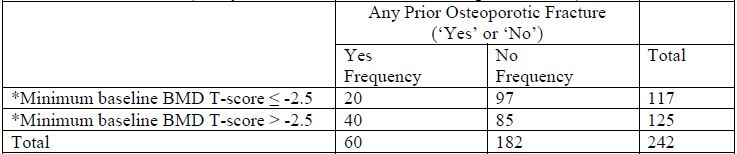 Any Prior Osteoporotic Fracture
(‘Yes’ or ‘No’)
Yes No Total
Frequency Frequency
*Minimum baseline BMD T-score ≤ -2.5 20 97 117
*Minimum baseline BMD T-score > -2.5 40 85 125
Total 60 182 242